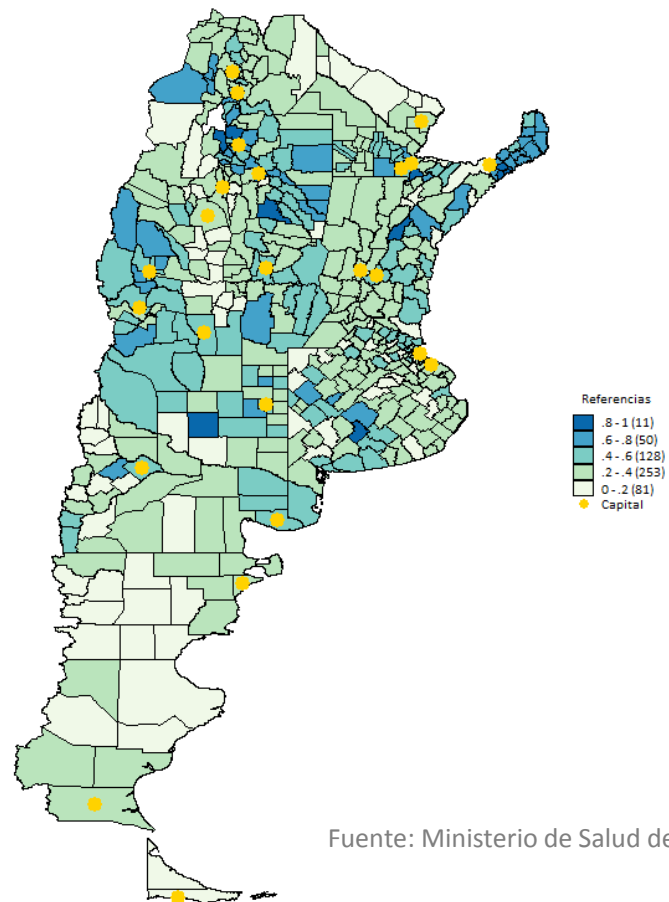 Referencias
.8 - 1 (11)
.6 - .8 (50)
.4 - .6 (128)
.2 - .4 (253)
0 - .2 (81)
Capital
Fuente: Ministerio de Salud de